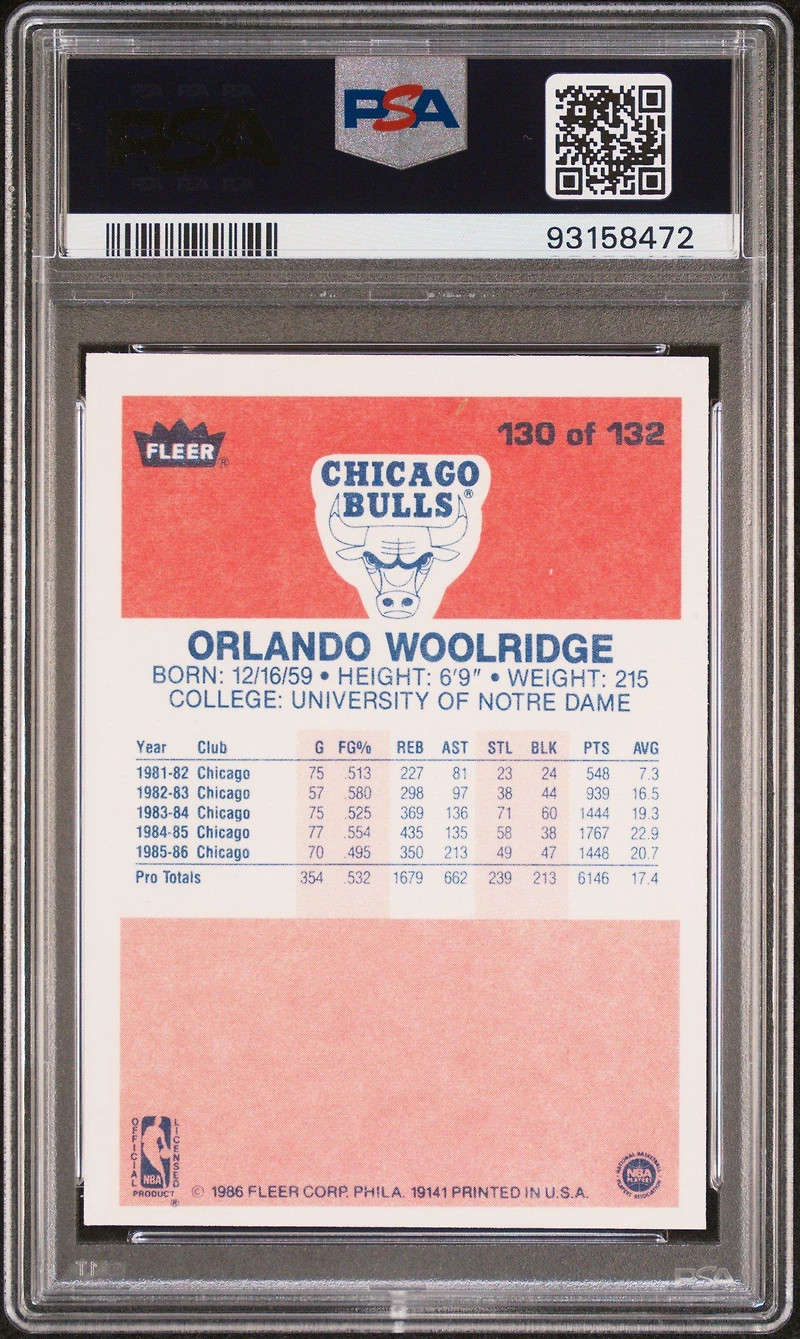 PSA
93158472
FLEER®
130 of 132
CHICAGO
BULLS®
ORLANDO WOOLRIDGE
BORN: 12/16/59 • HEIGHT: 6'9" • WEIGHT: 215
COLLEGE: UNIVERSITY OF NOTRE DAME
Year Club G FG% REB AST STL BLK PTS AVG
1981-82 Chicago 75 .513 227 81 23 24 548 7.3
1982-83 Chicago 57 .580 298 97 38 44 939 16.5
1983-84 Chicago 75 .525 369 136 71 60 1444 19.3
1984-85 Chicago 77 .554 435 135 58 38 1767 22.9
1985-86 Chicago 70 .495 350 213 49 47 1448 20.7
Pro Totals 354 .532 1679 662 239 213 6146 17.4
OFFICIAL
LICENSED
NBA
PRODUCT®
© 1986 FLEER CORP. PHILA. 19141 PRINTED IN U.S.A.
NATIONAL BASKETBALL
NBA
PLAYERS
PLAYERS ASSOCIATION
PSA